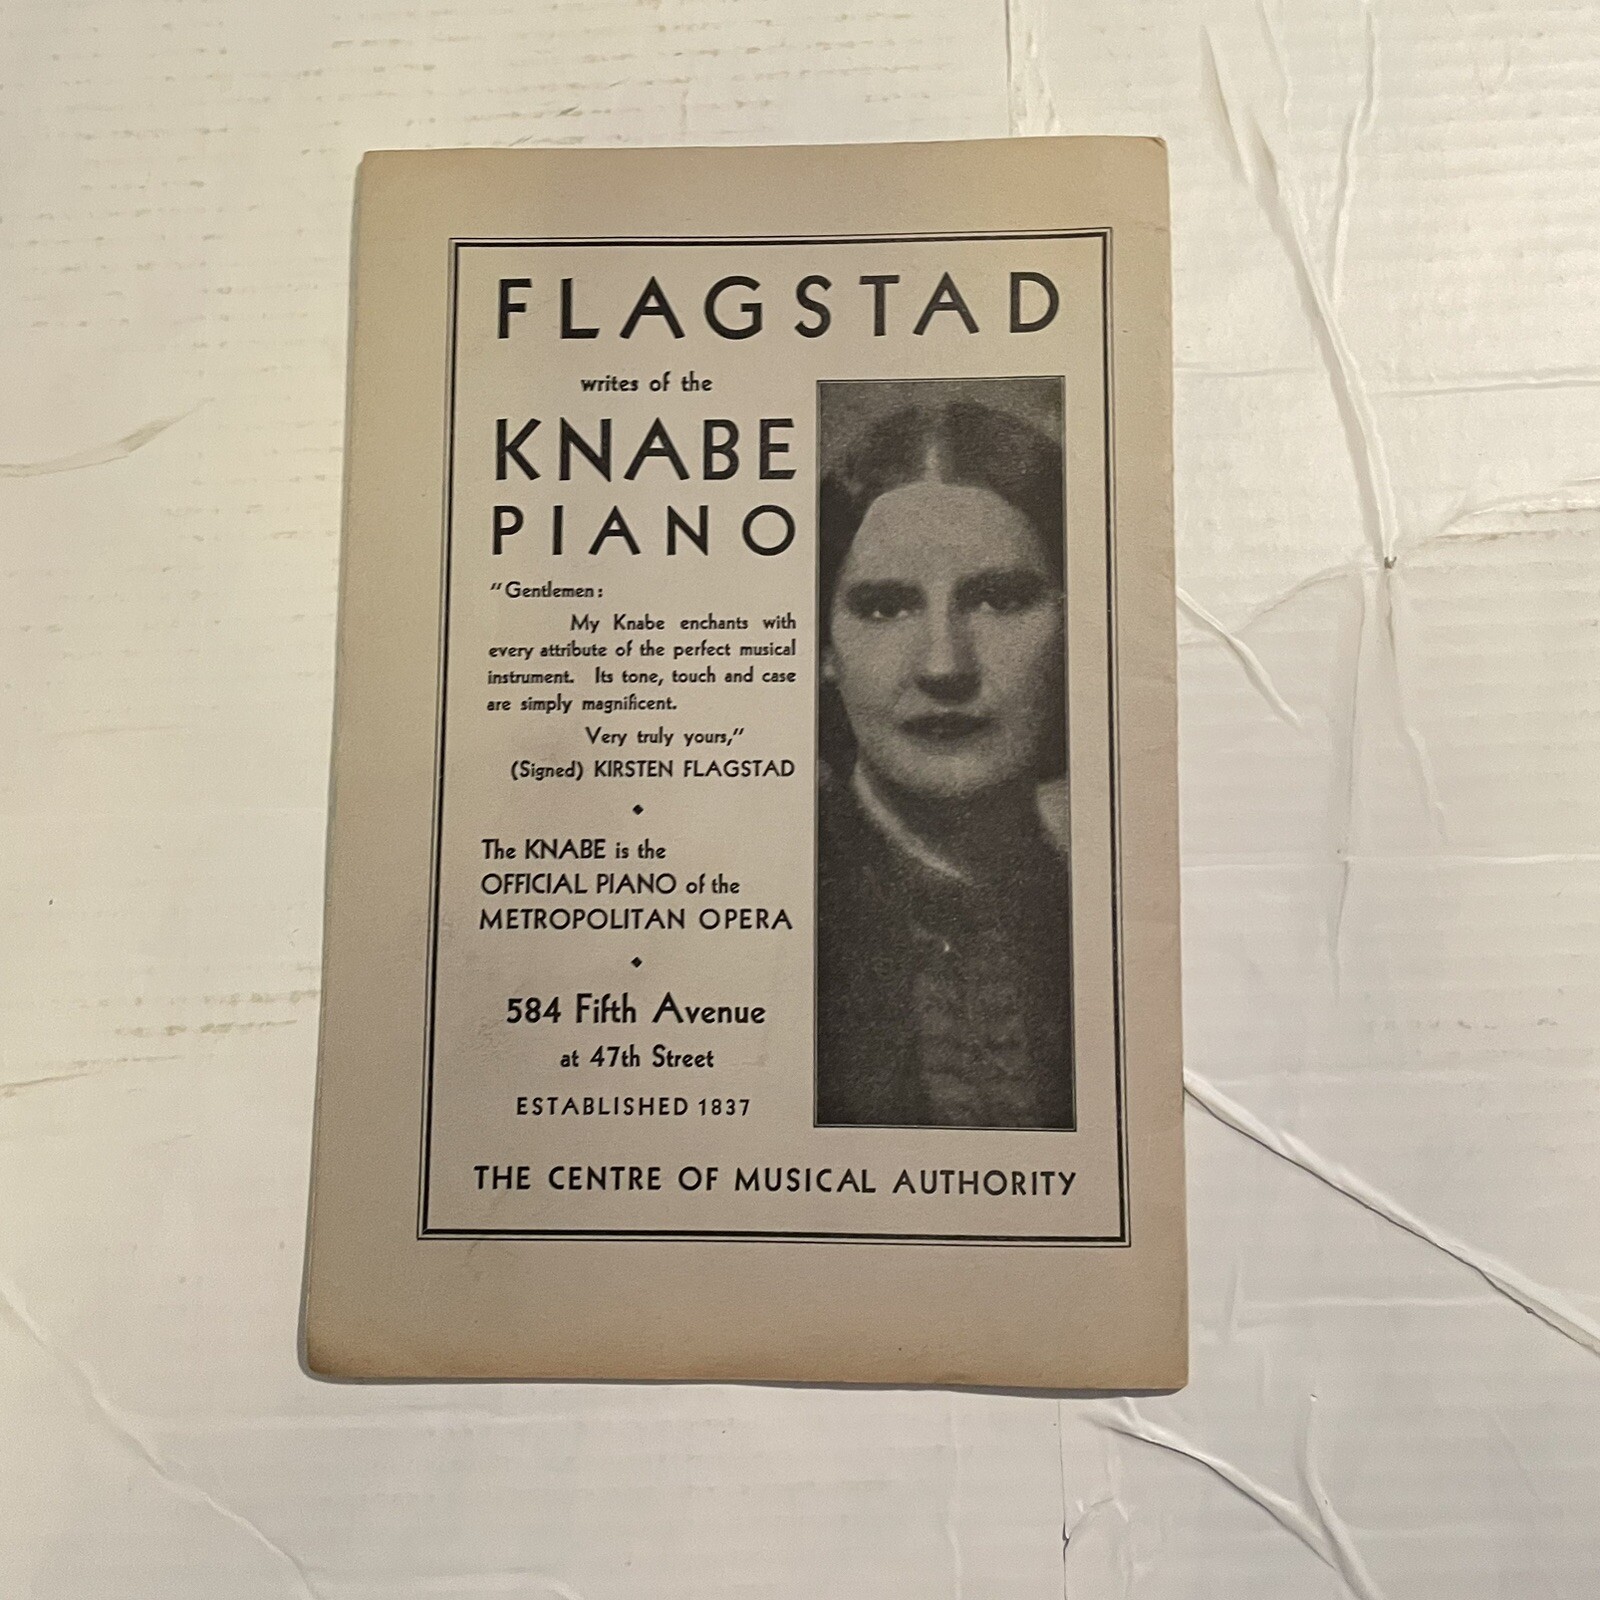 FLAGSTAD
writes of the
KNABE
PIANO
"Gentlemen:
My Knabe enchants with
every attribute of the perfect musical
instrument. Its tone, touch and case
are simply magnificent.
Very truly yours,"
(Signed) KIRSTEN FLAGSTAD
The KNABE is the
OFFICIAL PIANO of the
METROPOLITAN OPERA
584 Fifth Avenue
at 47th Street
ESTABLISHED 1837
THE CENTRE OF MUSICAL AUTHORITY